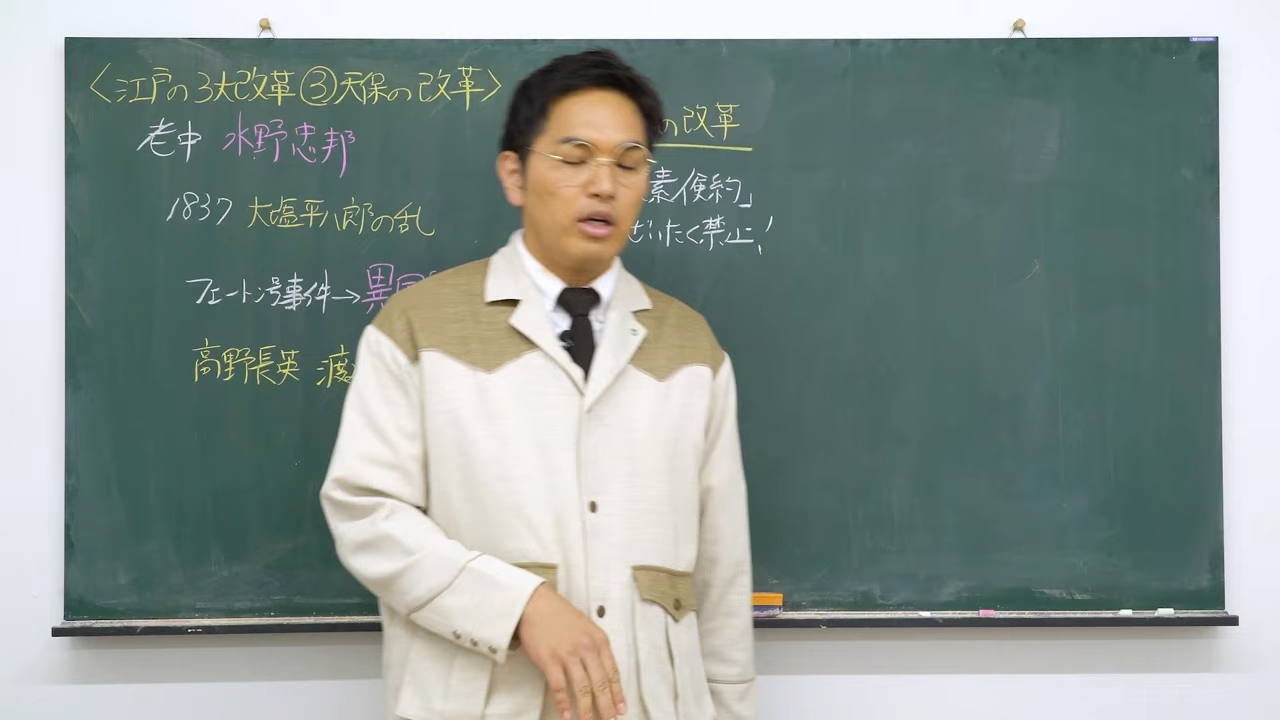 〈江戸の3大改革③天保の改革〉
老中 水野忠邦
1837 大塩平八郎の乱
フェートン号事件→異国
高野長英 渡
の改革
素倹約」
ぜいたく禁止!